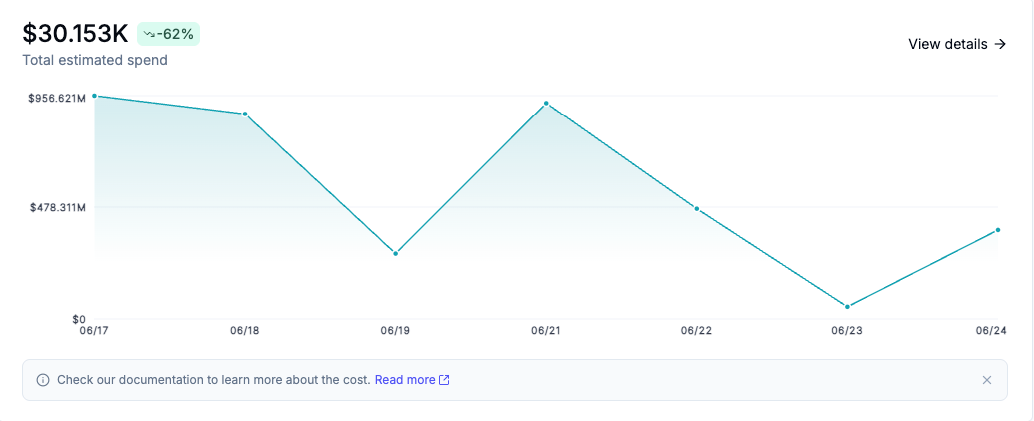 $30.153K -62%
Total estimated spend
View details
$956.621M
$478.311M
$0
06/17 06/18 06/19 06/21 06/22 06/23 06/24
Check our documentation to learn more about the cost. Read more